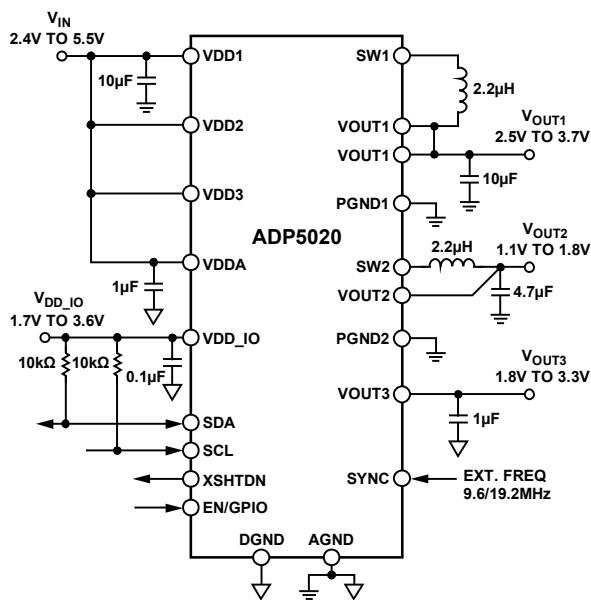 VIN
2.4V TO 5.5V
10µF
1µF
VDD_IO
1.7V TO 3.6V
10kΩ
10kΩ
0.1µF
VDD1
VDD2
VDD3
VDDA
VDD_IO
SDA
SCL
XSHTDN
EN/GPIO
ADP5020
DGND
AGND
SW1
VOUT1
VOUT1
PGND1
SW2
VOUT2
PGND2
VOUT3
SYNC
2.2µH
VOUT1
2.5V TO 3.7V
10µF
2.2µH
VOUT2
1.1V TO 1.8V
4.7µF
VOUT3
1.8V TO 3.3V
1µF
EXT. FREQ
9.6/19.2MHz